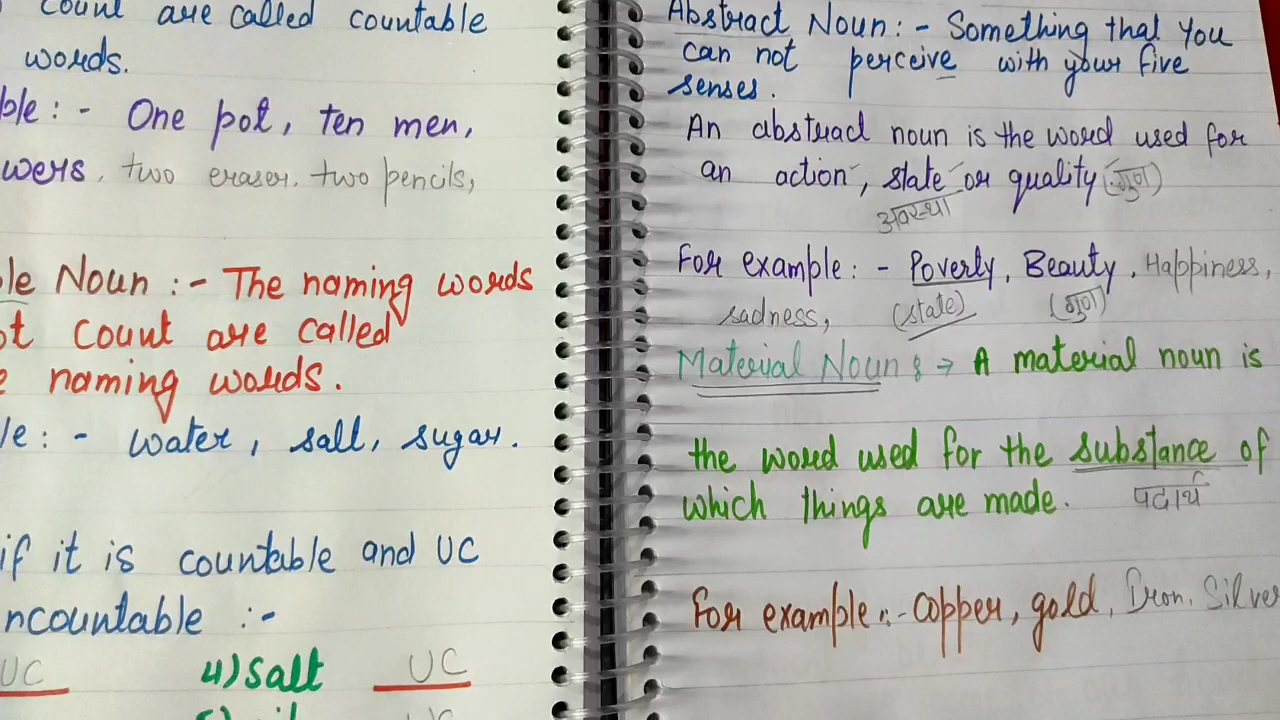 count are called countable
words.
ble : - One pot, ten men,
wers, two eraser, two pencils,
le Noun :- The naming words
ot count are called
e naming words.
le : - water, salt, sugar.
if it is countable and UC
ncountable :-
UC 4) Salt UC
Abstract Noun : - Something that You
can not perceive with your five
senses.
An abstract noun is the word used for
an action, state or quality (गुण)
अवस्था
For example : - Poverty, Beauty, Happiness,
sadness, (state) (गुण)
Material Noun : → A material noun is
the word used for the substance of
which things are made. पदार्थ
For example :- Copper, gold, Iron, Silver